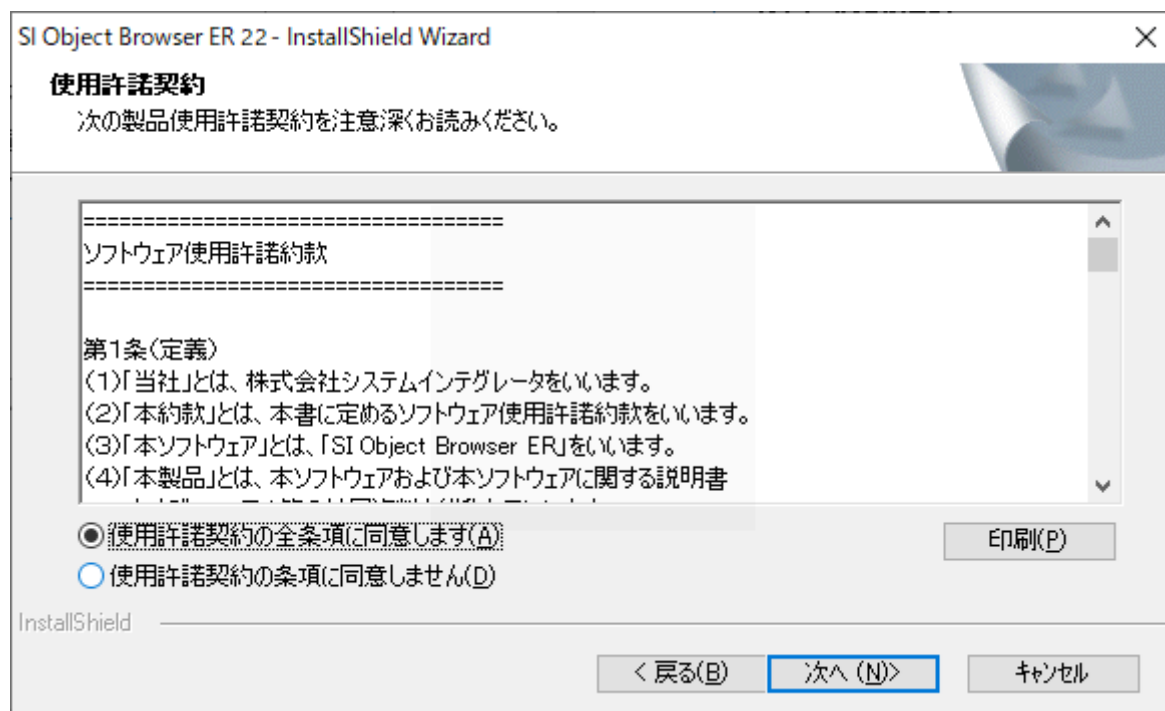 SI Object Browser ER 22 - InstallShield Wizard
使用許諾契約
次の製品使用許諾契約を注意深くお読みください。
===================================
ソフトウェア使用許諾約款
===================================
第1条(定義)
(1)「当社」とは、株式会社システムインテグレータをいいます。
(2)「本約款」とは、本書に定めるソフトウェア使用許諾約款をいいます。
(3)「本ソフトウェア」とは、「SI Object Browser ER」をいいます。
(4)「本製品」とは、本ソフトウェアおよび本ソフトウェアに関する説明書
使用許諾契約の全条項に同意します(A)
印刷(P)
使用許諾契約の条項に同意しません(D)
InstallShield
< 戻る(B)
次へ (N)>
キャンセル